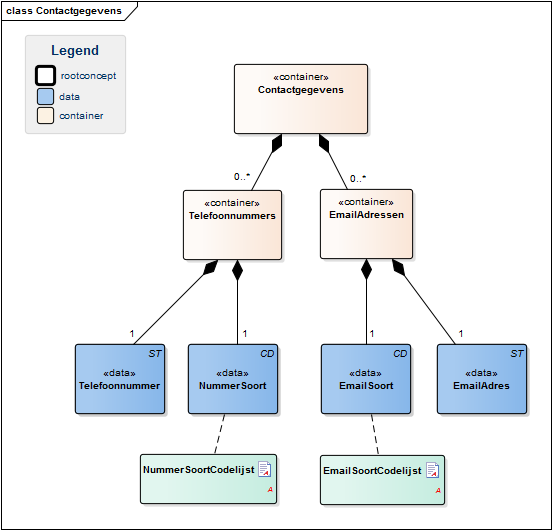 class Contactgegevens
Legend
rootconcept
data
container
«container»
Contactgegevens
0..*
0..*
«container»
Telefoonnummers
«container»
EmailAdressen
1
1
1
1
ST
«data»
Telefoonnummer
CD
«data»
NummerSoort
CD
«data»
EmailSoort
ST
«data»
EmailAdres
NummerSoortCodelijst
A
EmailSoortCodelijst
A